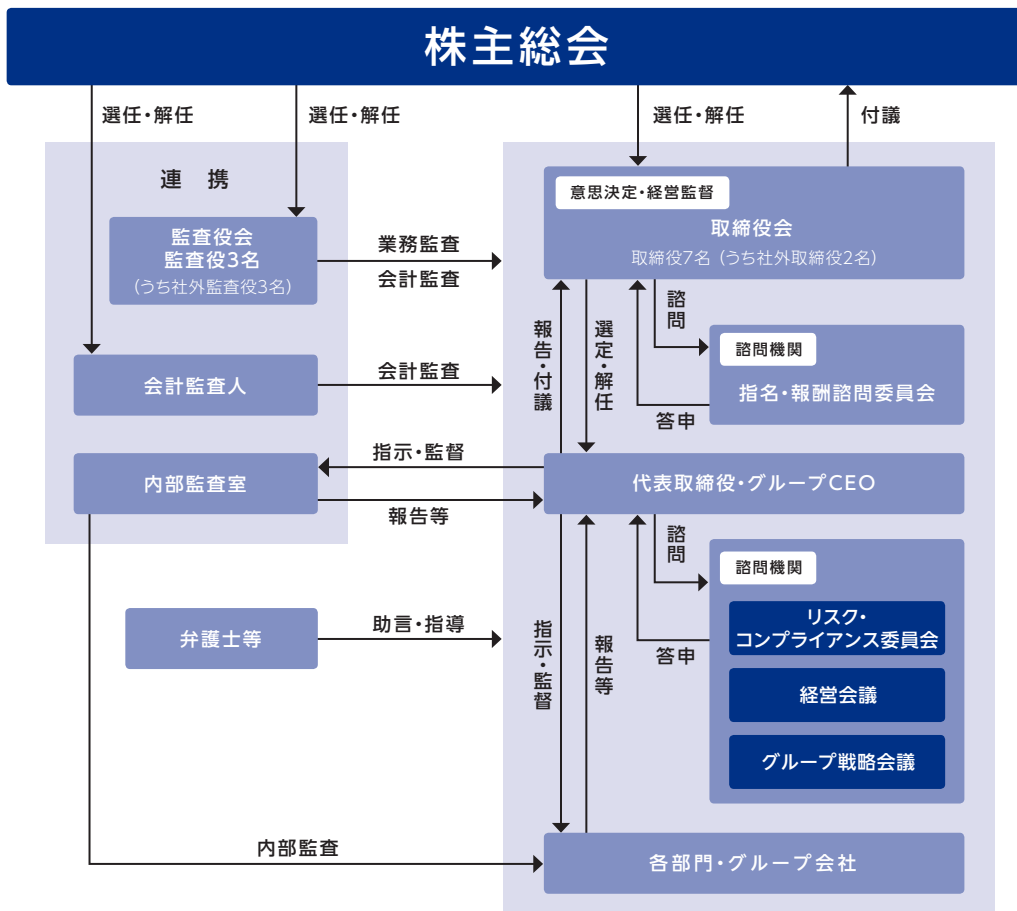 株主総会
選任・解任
選任・解任
選任・解任
付議
連 携
監査役会
監査役3名
(うち社外監査役3名)
業務監査
会計監査
意思決定・経営監督
取締役会
取締役7名 (うち社外取締役2名)
会計監査人
会計監査
報告・付議
選定・解任
諮問
諮問機関
指名・報酬諮問委員会
答申
内部監査室
指示・監督
報告等
代表取締役・グループCEO
諮問
諮問機関
リスク・
コンプライアンス委員会
答申
経営会議
グループ戦略会議
弁護士等
助言・指導
指示・監督
報告等
内部監査
各部門・グループ会社